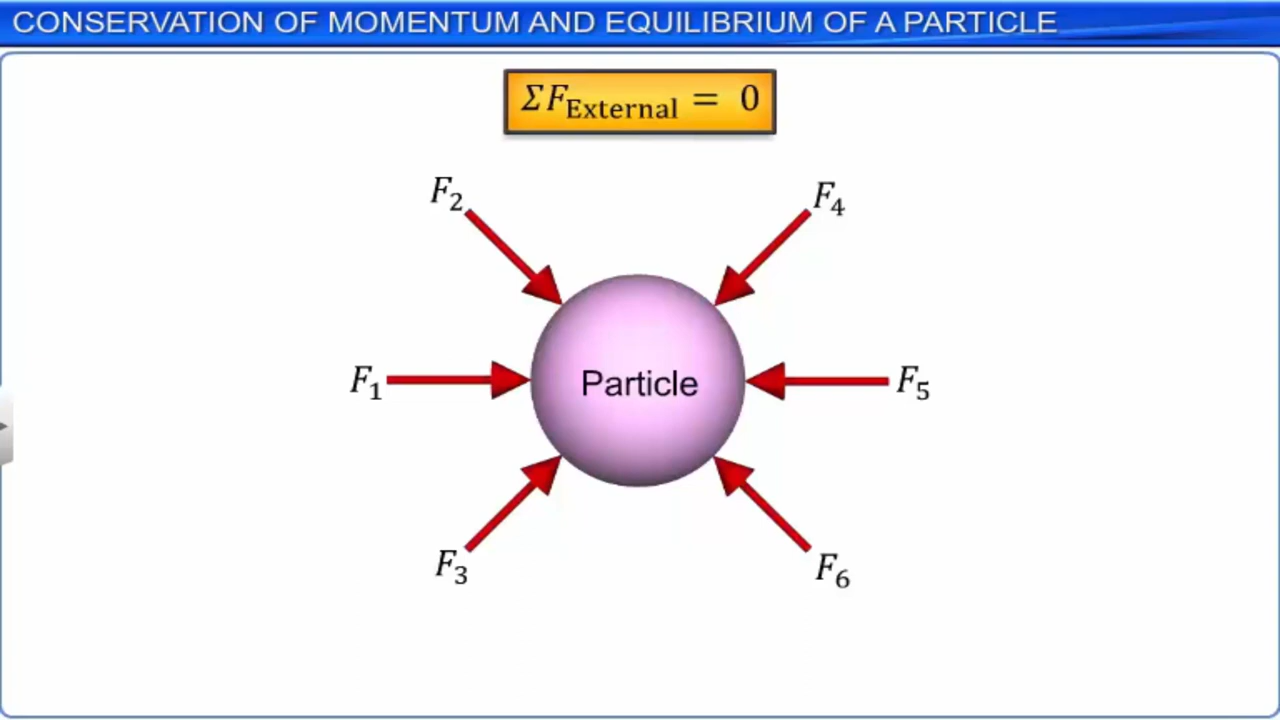 CONSERVATION OF MOMENTUM AND EQUILIBRIUM OF A PARTICLE
ΣF_External = 0
F_2
F_4
F_1
Particle
F_5
F_3
F_6